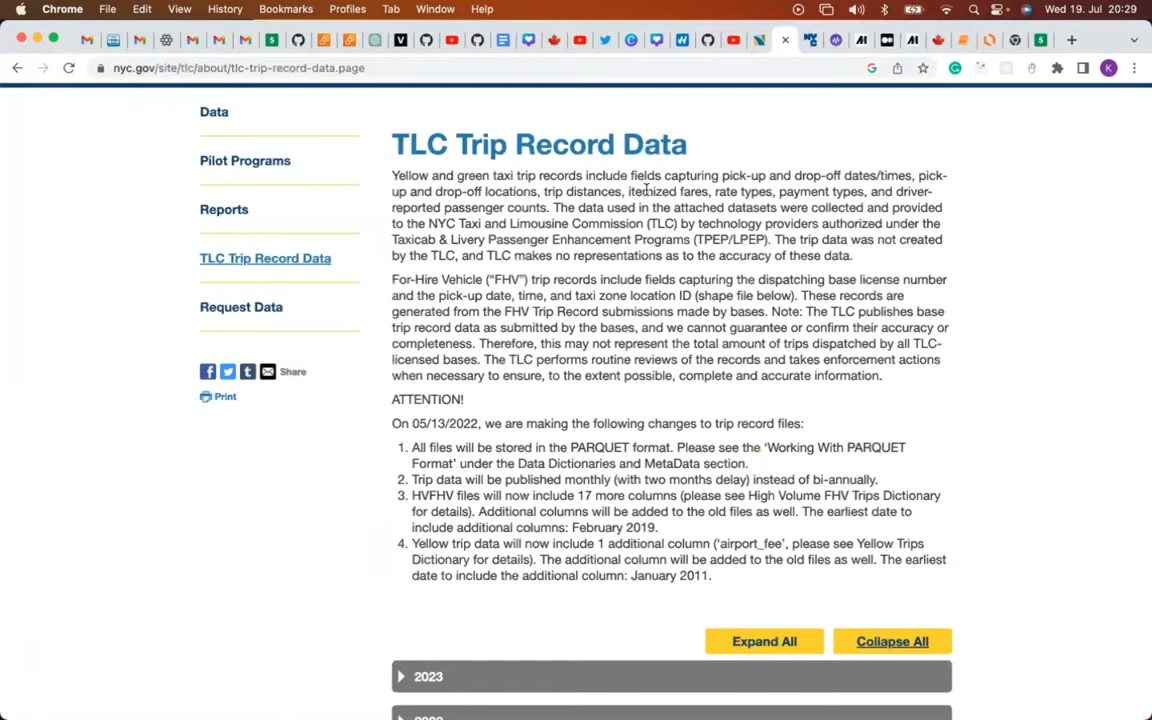 Chrome File Edit View History Bookmarks Profiles Tab Window Help Wed 19. Jul 20:29
nyc.gov/site/tlc/about/tlc-trip-record-data.page
Data
Pilot Programs
Reports
TLC Trip Record Data
Request Data
Share
Print
TLC Trip Record Data
Yellow and green taxi trip records include fields capturing pick-up and drop-off dates/times, pick-
up and drop-off locations, trip distances, itemized fares, rate types, payment types, and driver-
reported passenger counts. The data used in the attached datasets were collected and provided
to the NYC Taxi and Limousine Commission (TLC) by technology providers authorized under the
Taxicab & Livery Passenger Enhancement Programs (TPEP/LPEP). The trip data was not created
by the TLC, and TLC makes no representations as to the accuracy of these data.
For-Hire Vehicle (“FHV”) trip records include fields capturing the dispatching base license number
and the pick-up date, time, and taxi zone location ID (shape file below). These records are
generated from the FHV Trip Record submissions made by bases. Note: The TLC publishes base
trip record data as submitted by the bases, and we cannot guarantee or confirm their accuracy or
completeness. Therefore, this may not represent the total amount of trips dispatched by all TLC-
licensed bases. The TLC performs routine reviews of the records and takes enforcement actions
when necessary to ensure, to the extent possible, complete and accurate information.
ATTENTION!
On 05/13/2022, we are making the following changes to trip record files:
1. All files will be stored in the PARQUET format. Please see the ‘Working With PARQUET
Format’ under the Data Dictionaries and MetaData section.
2. Trip data will be published monthly (with two months delay) instead of bi-annually.
3. HVFHV files will now include 17 more columns (please see High Volume FHV Trips Dictionary
for details). Additional columns will be added to the old files as well. The earliest date to
include additional columns: February 2019.
4. Yellow trip data will now include 1 additional column (‘airport_fee’, please see Yellow Trips
Dictionary for details). The additional column will be added to the old files as well. The earliest
date to include the additional column: January 2011.
Expand All Collapse All
2023